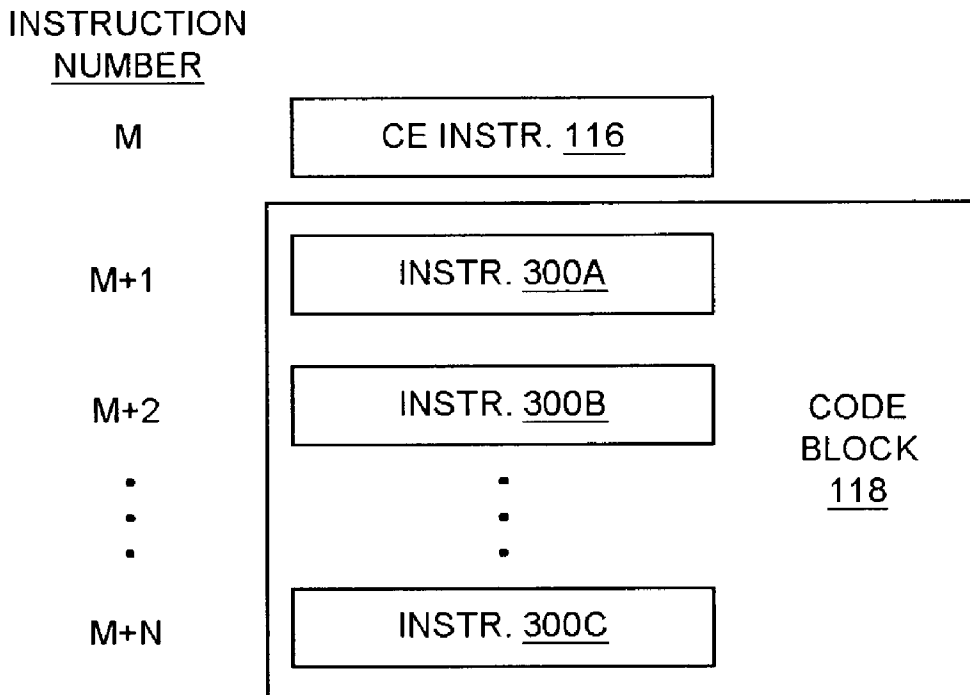 INSTRUCTION
NUMBER
M
CE INSTR. 116
M+1
INSTR. 300A
M+2
INSTR. 300B
CODE
BLOCK
118
M+N
INSTR. 300C